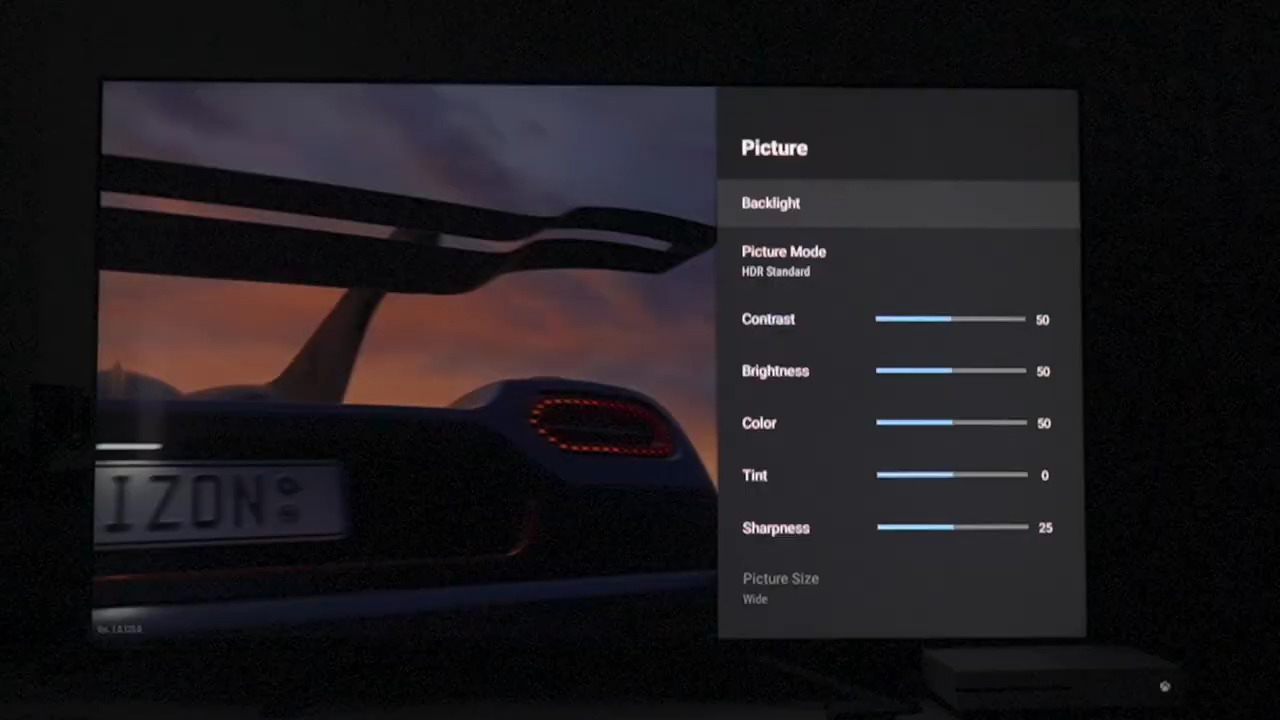 Picture
Backlight
Picture Mode
HDR Standard
Contrast 50
Brightness 50
Color 50
Tint 0
Sharpness 25
Picture Size
Wide
IZON